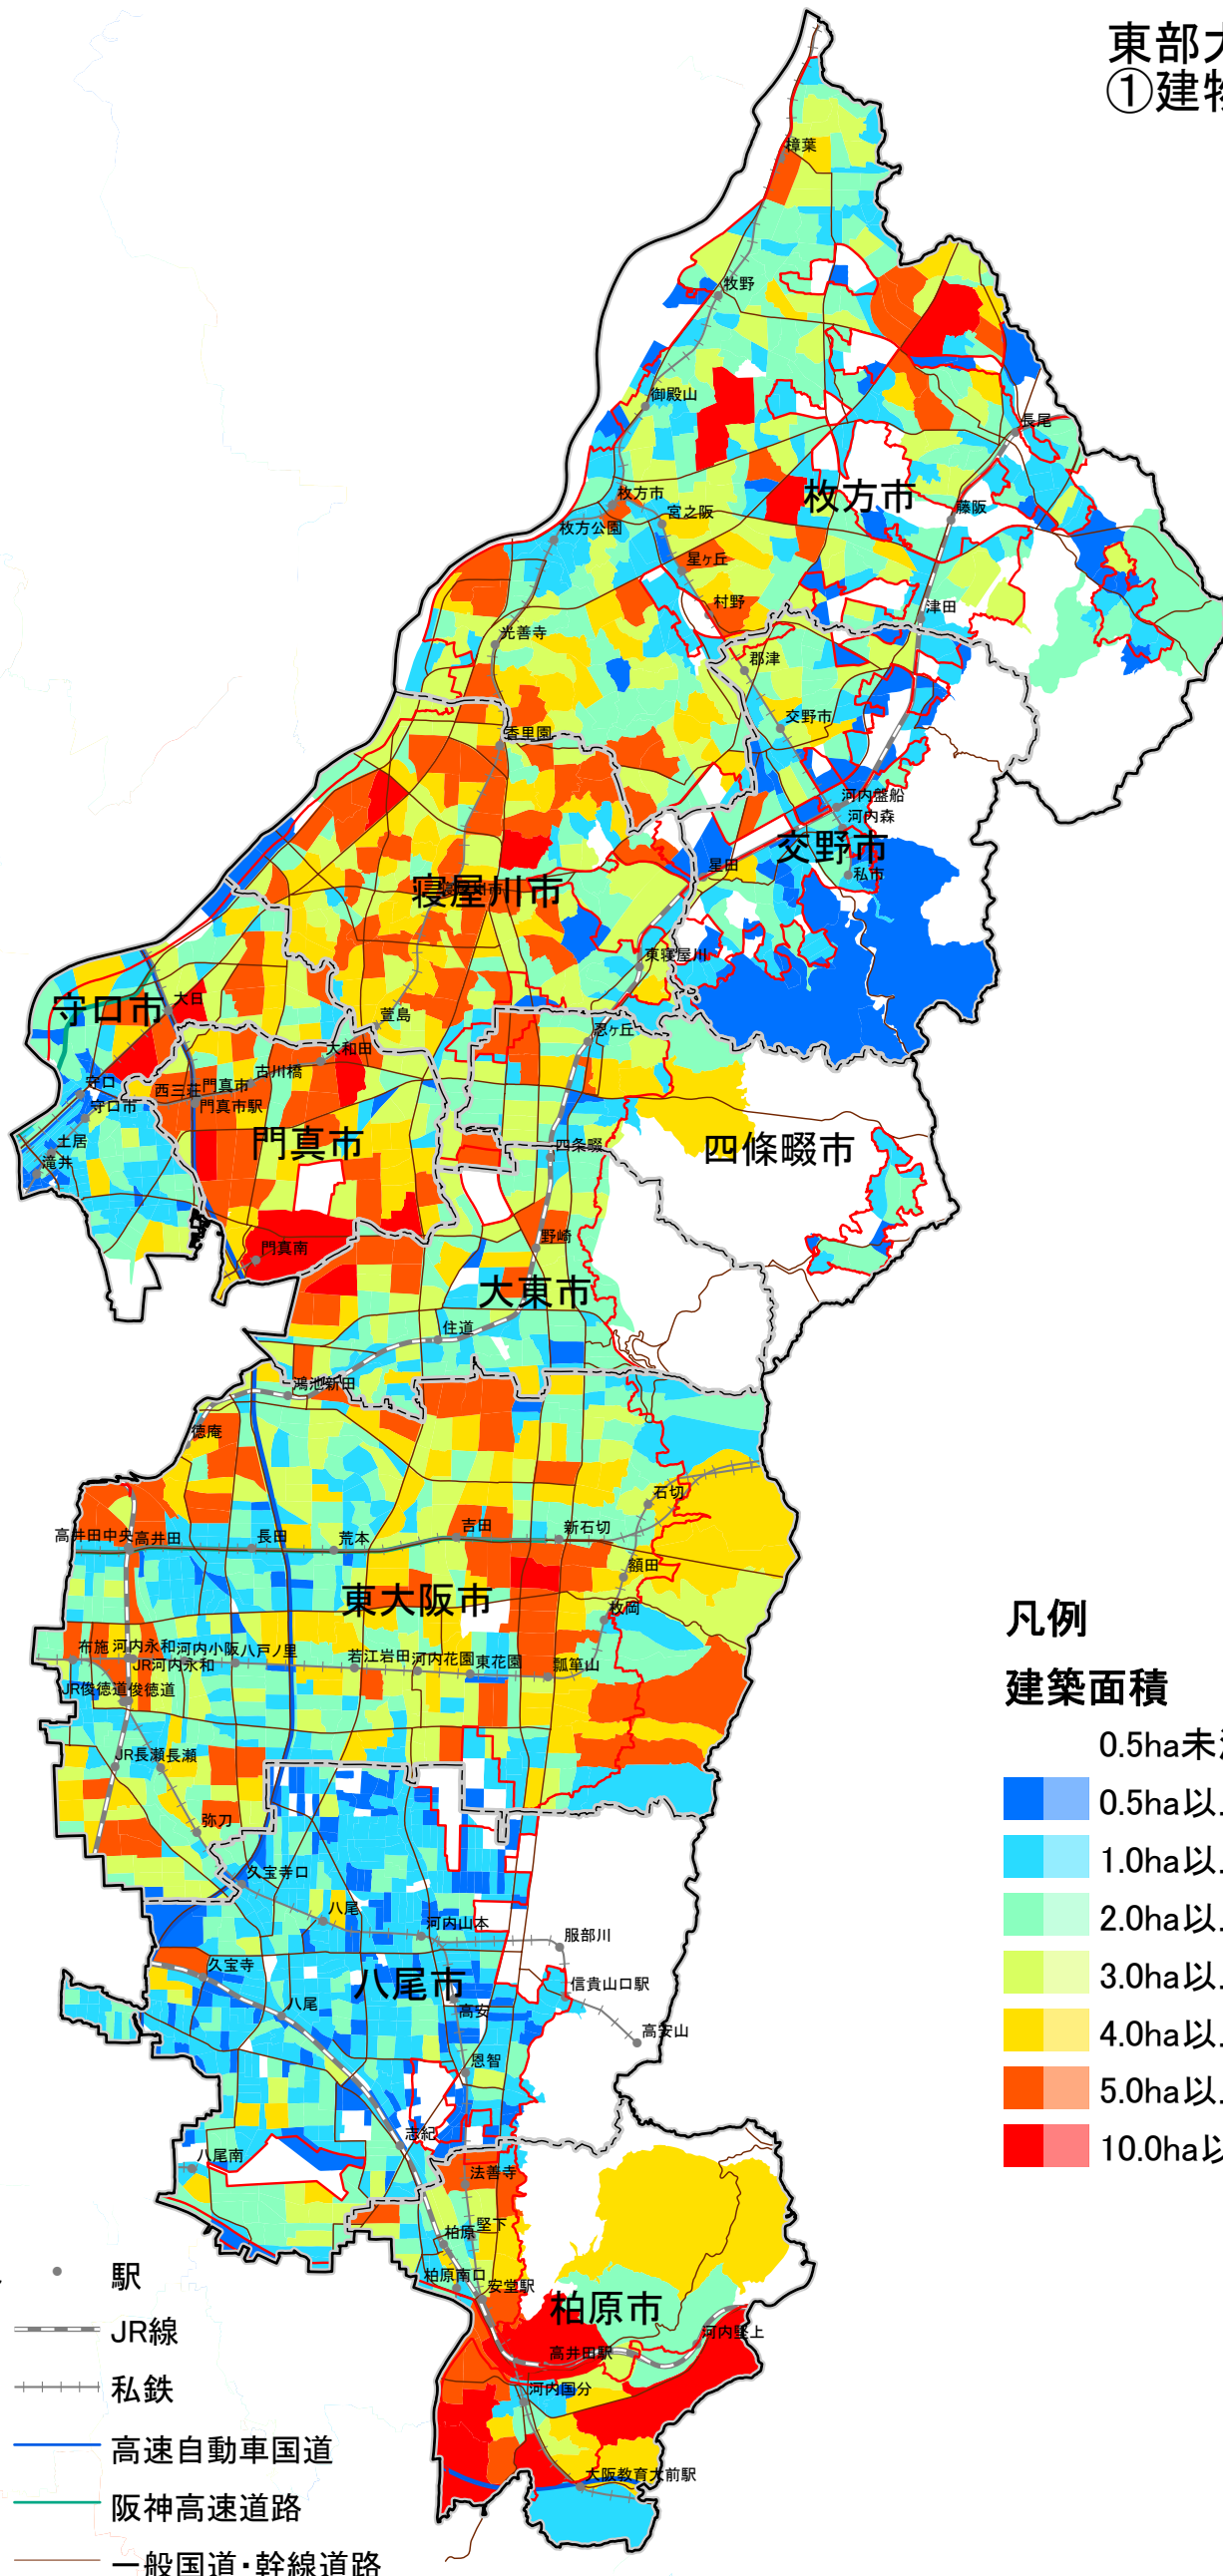 東部大
①建物
樟葉
牧野
御殿山
長尾
枚方市
枚方市
宮之阪
藤阪
枚方公園
星ヶ丘
村野
津田
光善寺
郡津
交野市
香里園
河内磐船
河内森
交野市
星田
私市
寝屋川市
東寝屋川
大日
守口市
萱島
忍ヶ丘
大和田
古川橋
守口
西三荘
門真市
守口市
門真市駅
土居
門真市
四条畷
四條畷市
滝井
野崎
門真南
大東市
住道
鴻池新田
徳庵
石切
高井田中央
高井田
長田
荒本
吉田
新石切
額田
東大阪市
枚岡
布施
河内永和
河内小阪
八戸ノ里
JR河内永和
若江岩田
河内花園
東花園
瓢箪山
JR俊徳道
俊徳道
JR長瀬
長瀬
弥刀
久宝寺口
八尾
河内山本
服部川
久宝寺
八尾市
信貴山口駅
八尾
高安
高安山
恩智
志紀
八尾南
法善寺
堅下
柏原
柏原南口
安堂駅
柏原市
河内堅上
高井田駅
河内国分
大阪教育大前駅
凡例
建築面積
0.5ha未
0.5ha以
1.0ha以
2.0ha以
3.0ha以
4.0ha以
5.0ha以
10.0ha以
駅
JR線
私鉄
高速自動車国道
阪神高速道路
一般国道・幹線道路